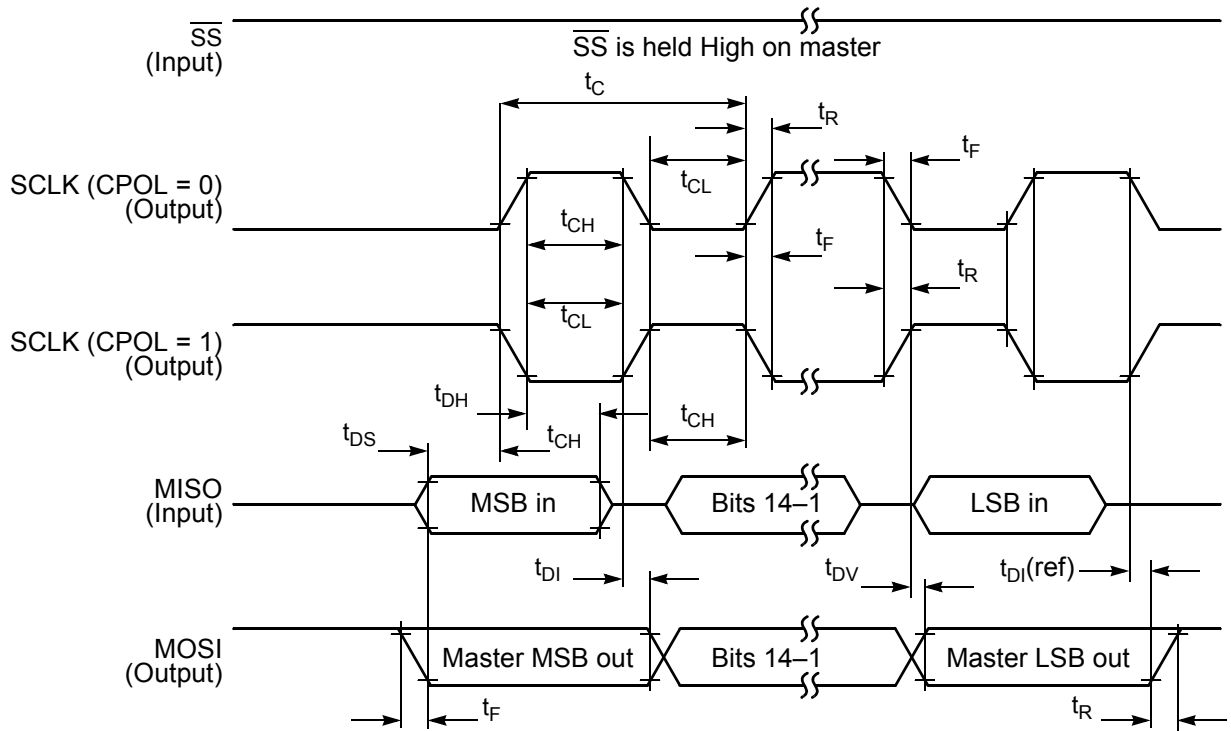 SS
(Input)
SS is held High on master
tC
tR
tF
SCLK (CPOL = 0)
(Output)
tCL
tCH
tF
tR
tCL
SCLK (CPOL = 1)
(Output)
tDH
tCH
tCH
tDS
MISO
(Input)
MSB in
Bits 14–1
LSB in
tDI
tDV
tDI(ref)
MOSI
(Output)
Master MSB out
Bits 14–1
Master LSB out
tF
tR